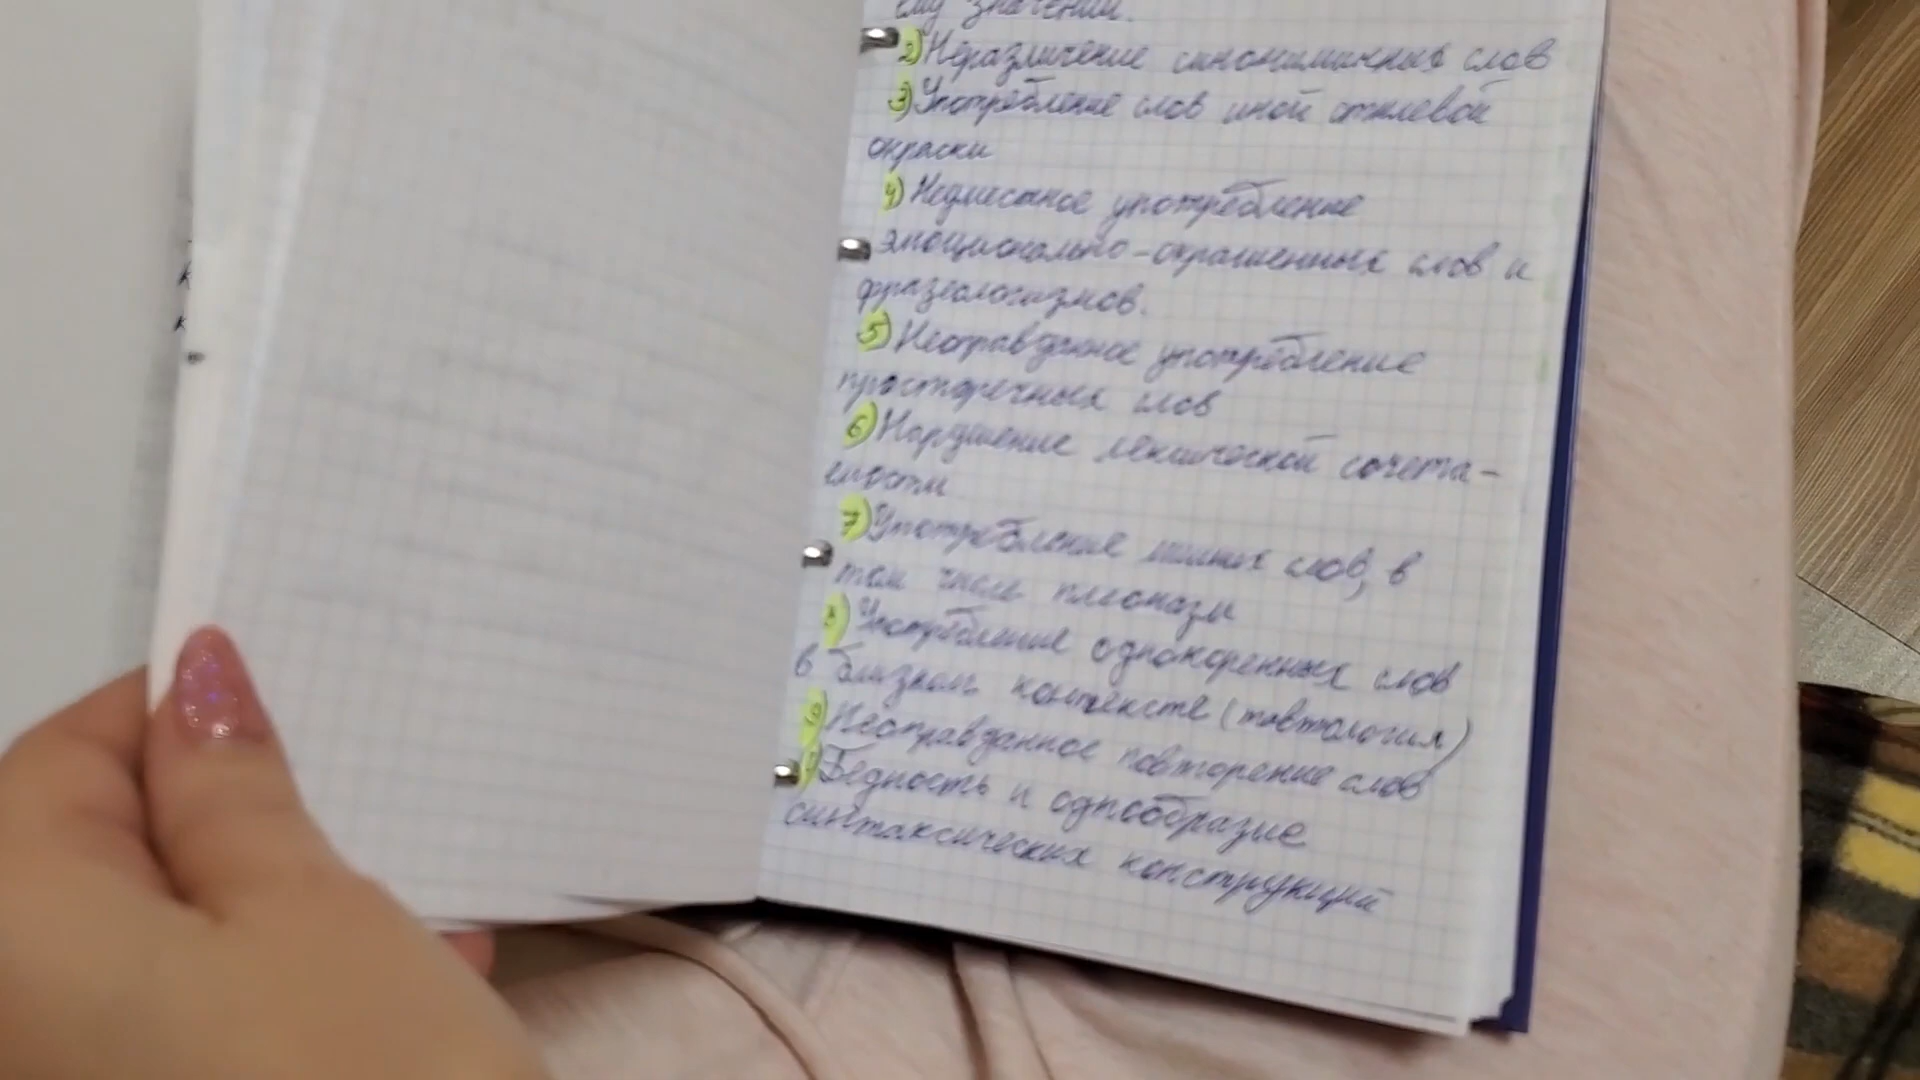 ему значении.
2) Неразличение синонимичных слов
3) Употребление слов иной стилевой
окраски
4) Неуместное употребление
эмоционально-окрашенных слов и
фразеологизмов.
5) Неоправданное употребление
просторечных слов
6) Нарушение лексической сочета-
емости
7) Употребление лишних слов, в
том числе плеоназм
8) Употребление однокоренных слов
в близком контексте (тавтология)
Неоправданное повторение слов
Бедность и однообразие
синтаксических конструкций